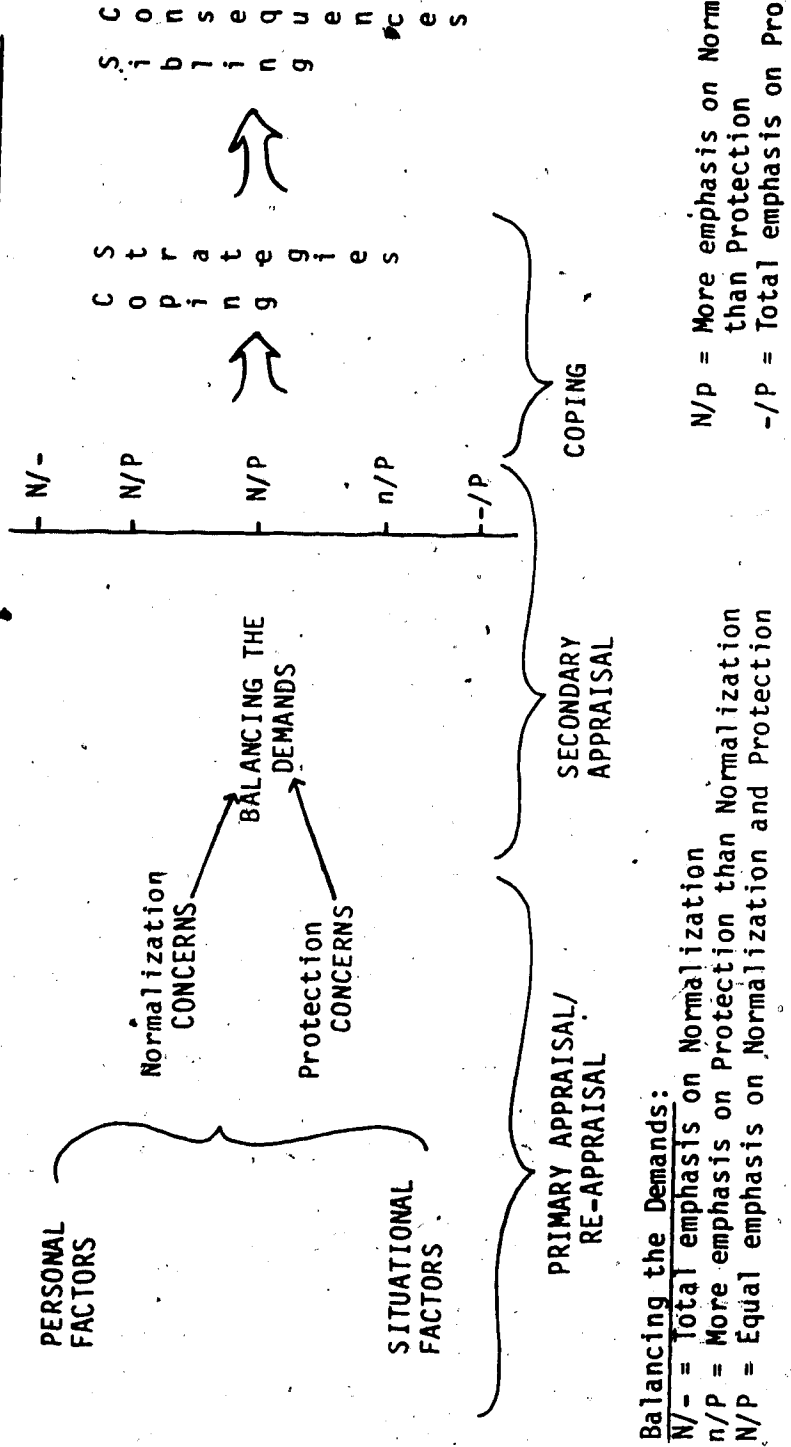 PERSONAL
FACTORS
SITUATIONAL
FACTORS
Normalization
CONCERNS
Protection
CONCERNS
BALANCING THE
DEMANDS
N/-
N/P
N/P
n/P
-/P
Coping
Strategies
Sibling
Consequences
PRIMARY APPRAISAL/
RE-APPRAISAL
SECONDARY
APPRAISAL
COPING
Balancing the Demands:
N/- = Total emphasis on Normalization
n/P = More emphasis on Protection than Normalization
N/P = Equal emphasis on Normalization and Protection
N/p = More emphasis on Norm
than Protection
-/P = Total emphasis on Pro